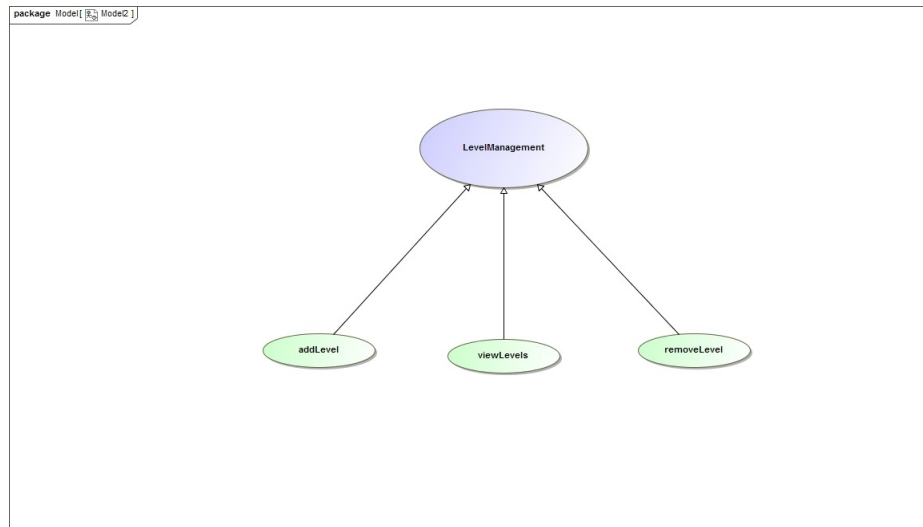 package Model[ Model2 ]
LevelManagement
addLevel
viewLevels
removeLevel